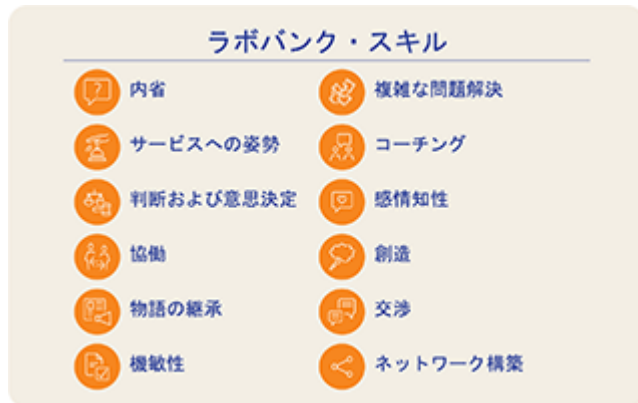 ラボバンク・スキル
内省
サービスへの姿勢
判断および意思決定
協働
物語の継承
機敏性
複雑な問題解決
コーチング
感情知性
創造
交渉
ネットワーク構築